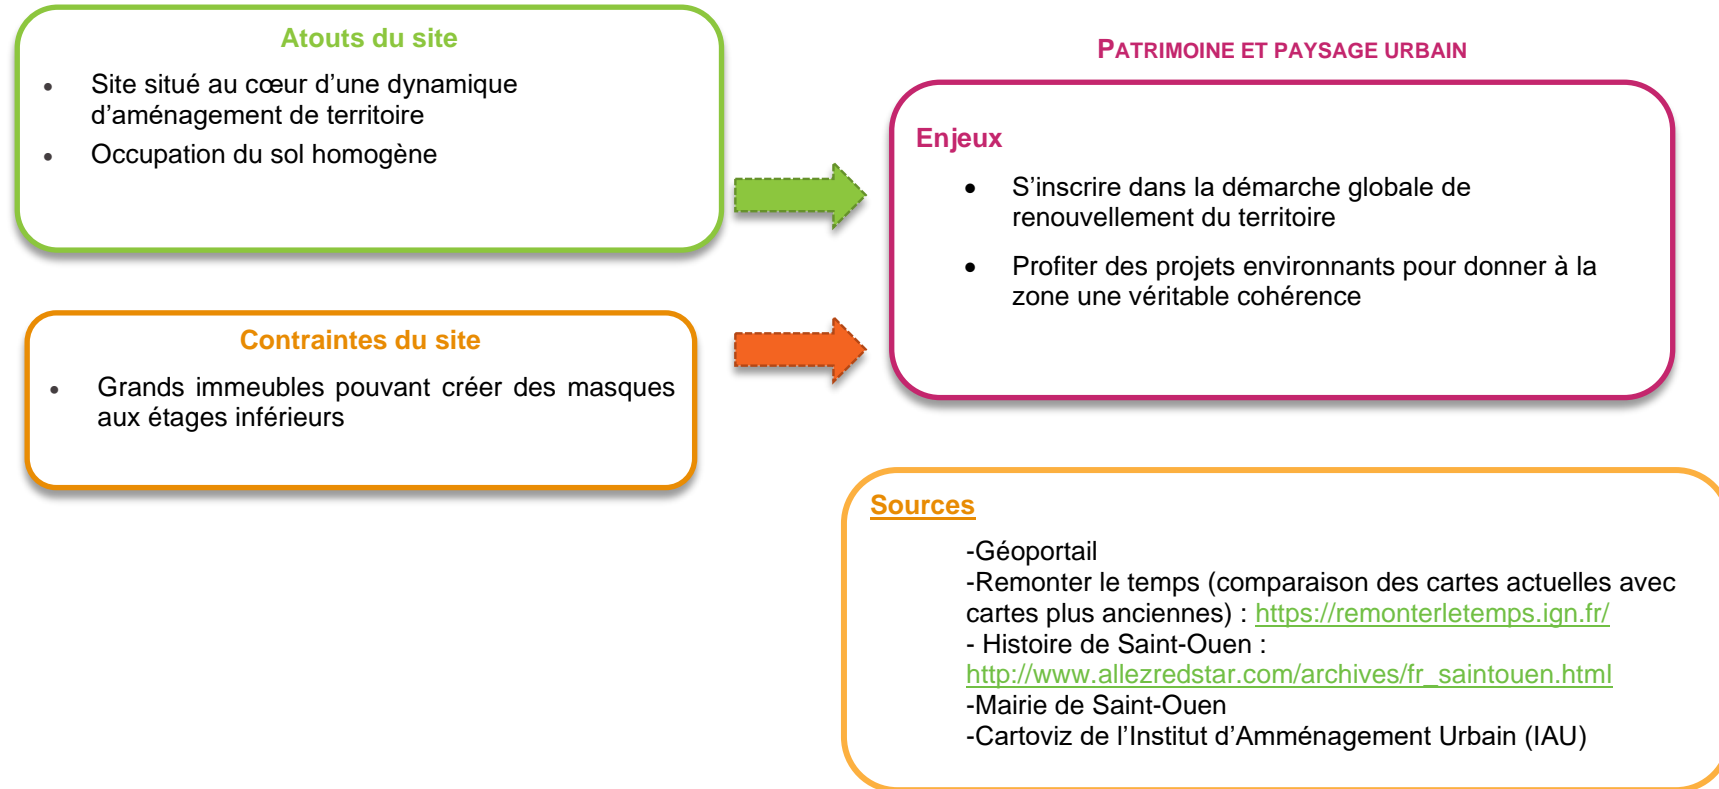 Atouts du site
• Site situé au cœur d’une dynamique
d’aménagement de territoire
• Occupation du sol homogène
Contraintes du site
• Grands immeubles pouvant créer des masques
aux étages inférieurs
PATRIMOINE ET PAYSAGE URBAIN
Enjeux
• S’inscrire dans la démarche globale de
renouvellement du territoire
• Profiter des projets environnants pour donner à la
zone une véritable cohérence
Sources
-Géoportail
-Remonter le temps (comparaison des cartes actuelles avec
cartes plus anciennes) : https://remonterletemps.ign.fr/
- Histoire de Saint-Ouen :
http://www.allezredstar.com/archives/fr_saintouen.html
-Mairie de Saint-Ouen
-Cartoviz de l’Institut d’Amménagement Urbain (IAU)